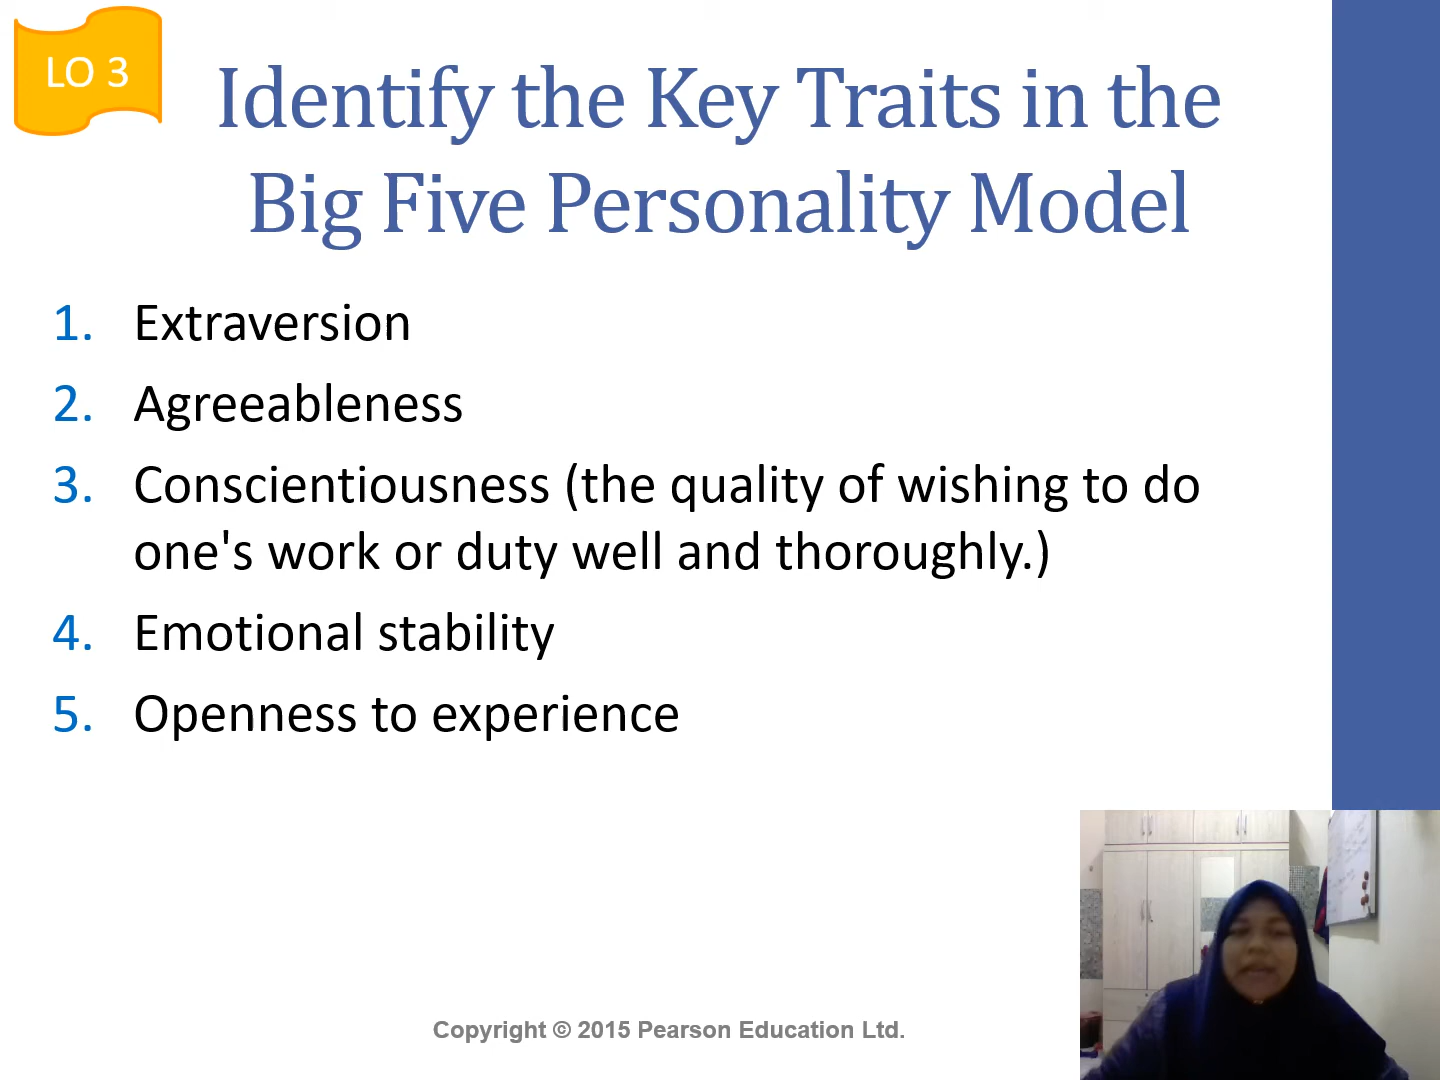 LO 3
Identify the Key Traits in the
Big Five Personality Model
1. Extraversion
2. Agreeableness
3. Conscientiousness (the quality of wishing to do
one's work or duty well and thoroughly.)
4. Emotional stability
5. Openness to experience
Copyright © 2015 Pearson Education Ltd.